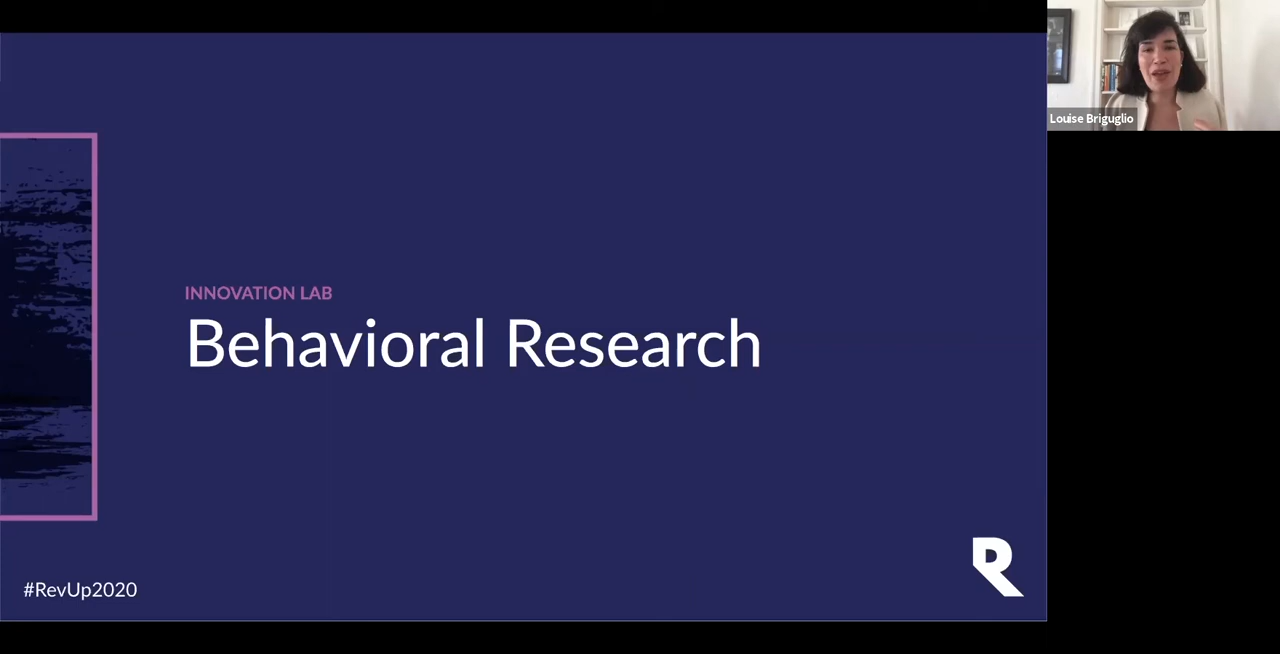 Louise Briguglio
INNOVATION LAB
Behavioral Research
#RevUp2020